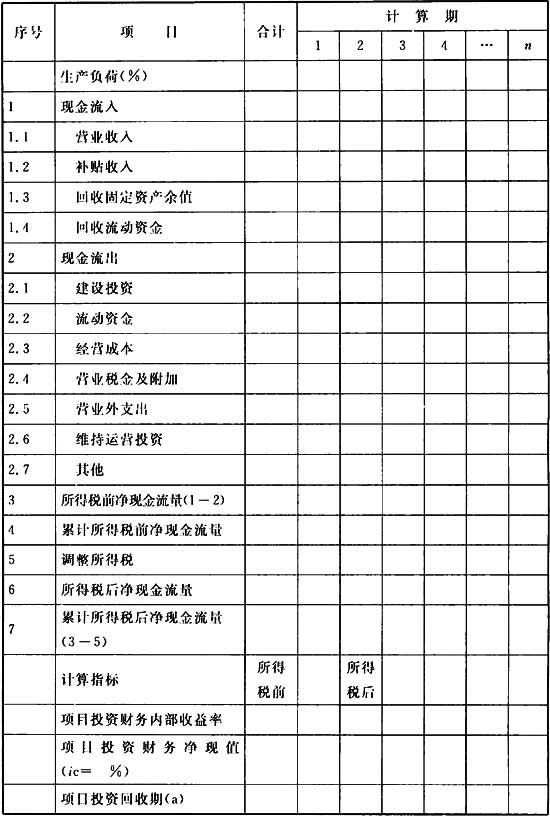 序号 项 目 合计 计 算 期
1 2 3 4 … n
生产负荷(%)
1 现金流入
1.1 营业收入
1.2 补贴收入
1.3 回收固定资产余值
1.4 回收流动资金
2 现金流出
2.1 建设投资
2.2 流动资金
2.3 经营成本
2.4 营业税金及附加
2.5 营业外支出
2.6 维持运营投资
2.7 其他
3 所得税前净现金流量(1-2)
4 累计所得税前净现金流量
5 调整所得税
6 所得税后净现金流量
7 累计所得税后净现金流量
(3-5)
计算指标 所得 所得
税前 税后
项目投资财务内部收益率
项目投资财务净现值
(ic= %)
项目投资回收期(a)